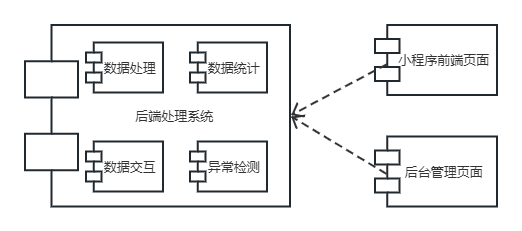 数据处理
数据统计
后端处理系统
数据交互
异常检测
小程序前端页面
后台管理页面